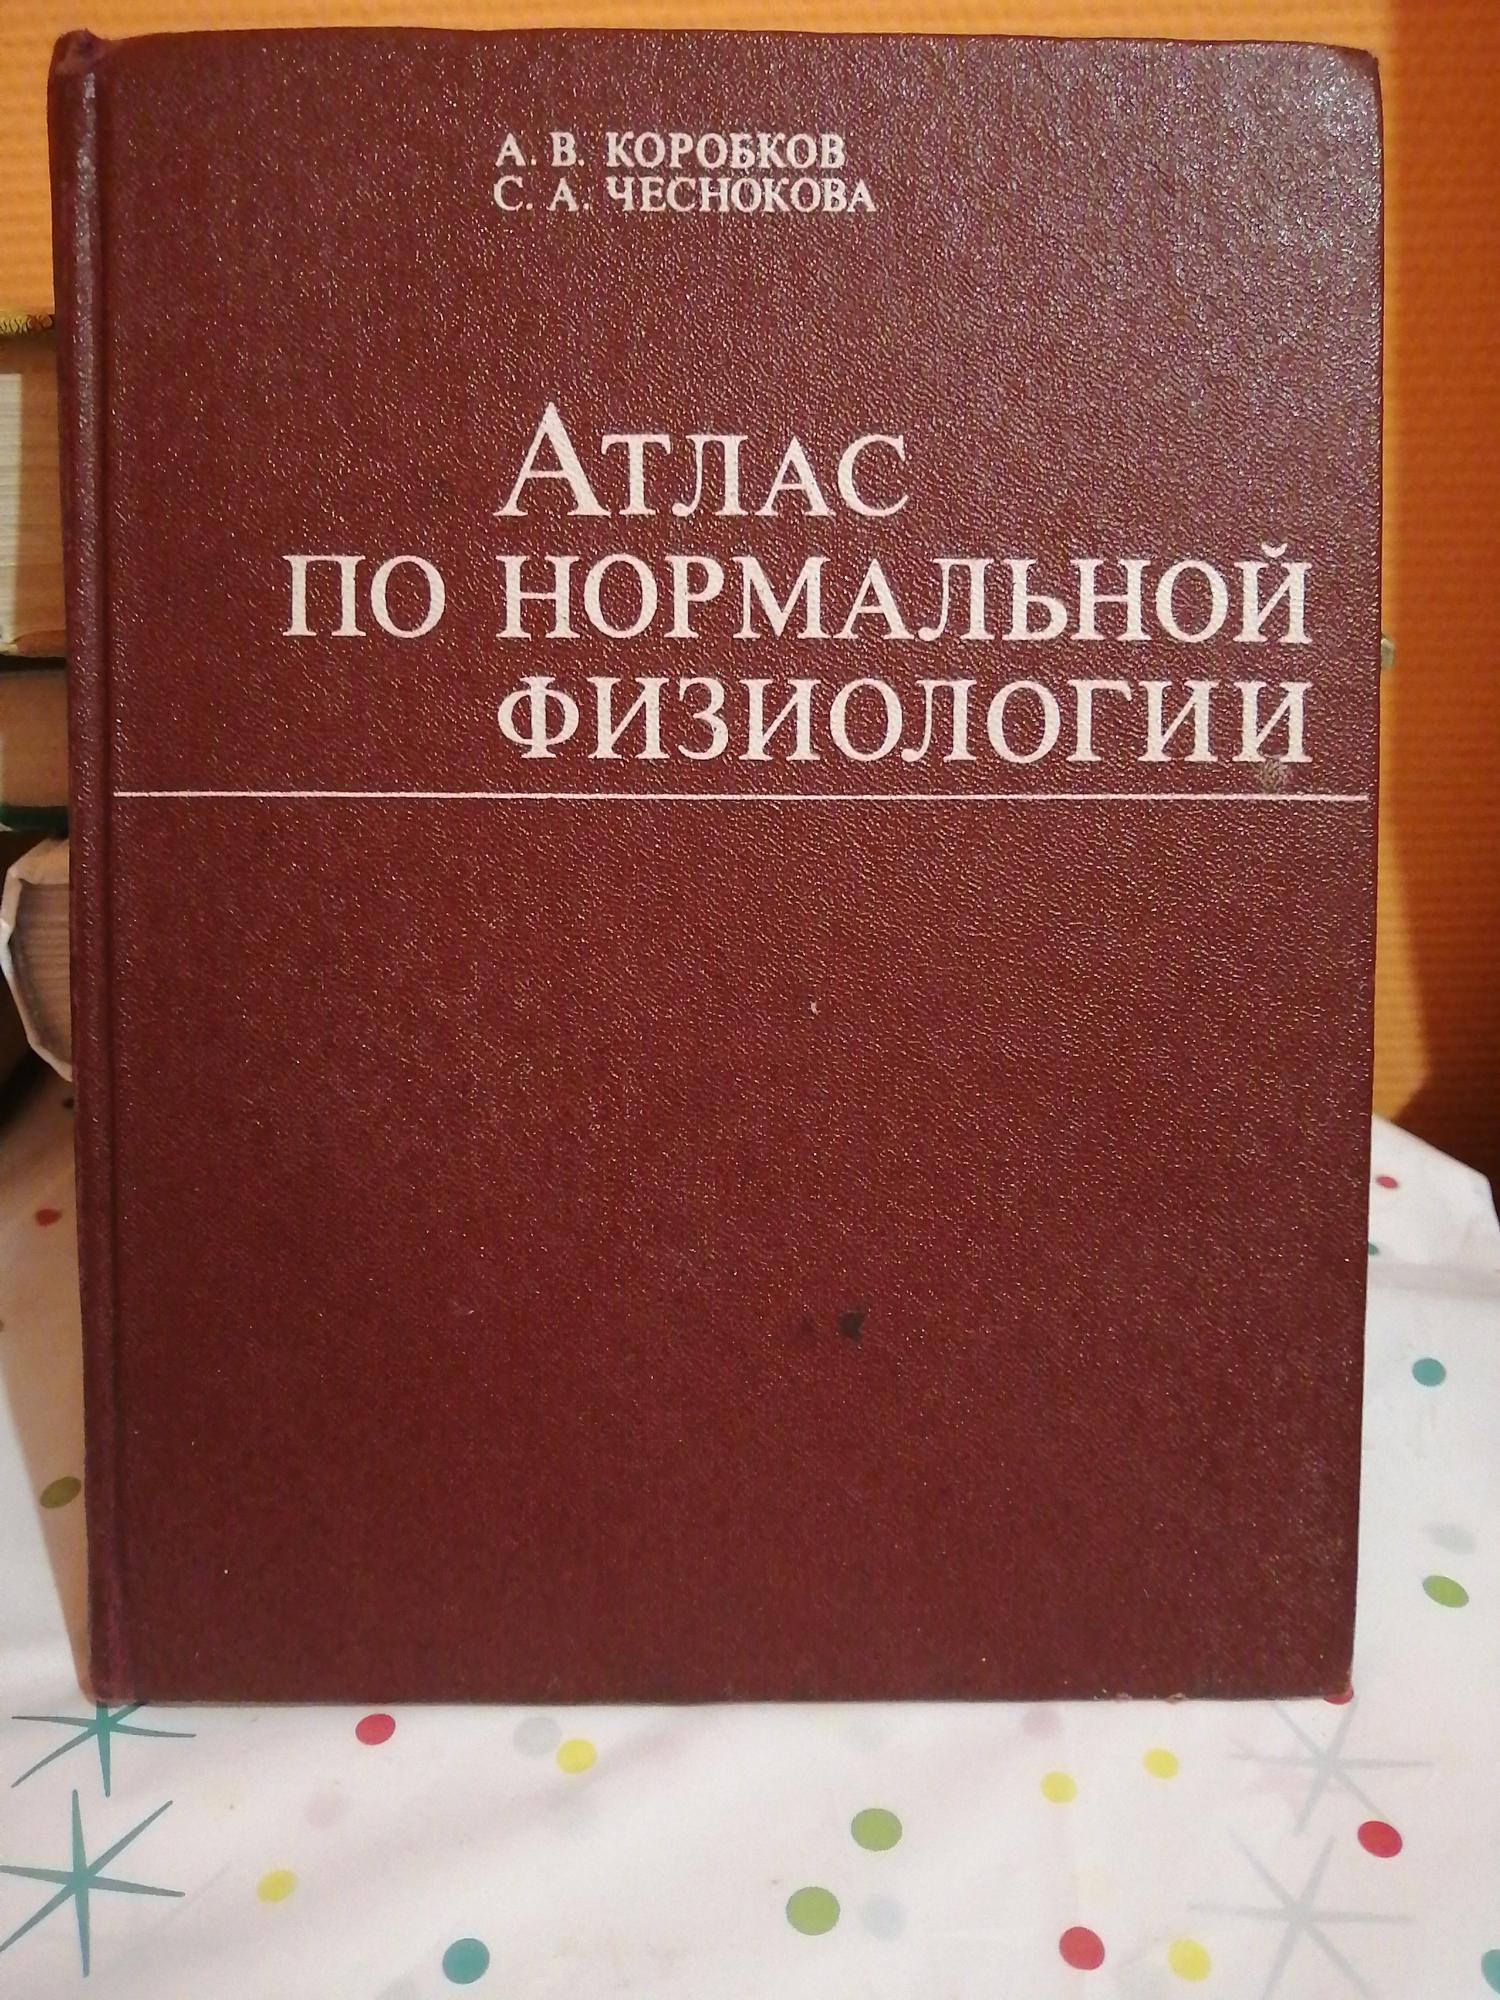 А. В. КОРОБКОВ
С. А. ЧЕСНОКОВА
АТЛАС
ПО НОРМАЛЬНОЙ
ФИЗИОЛОГИИ